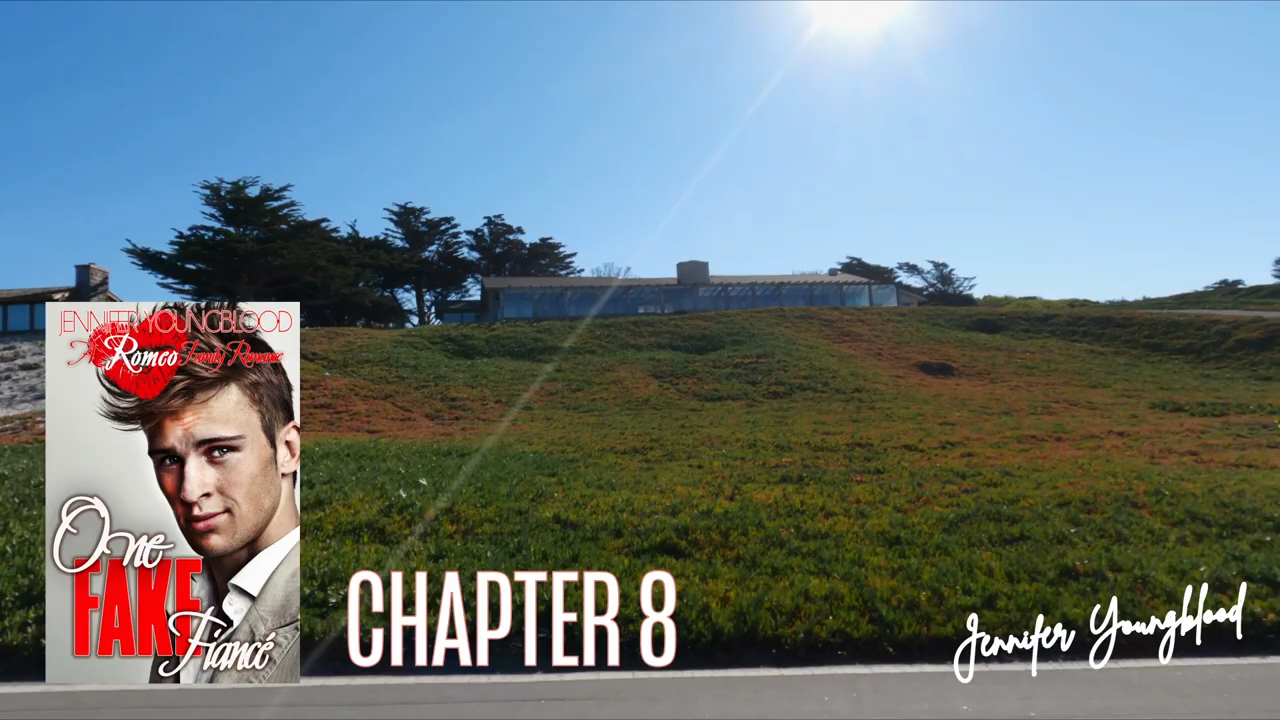 JENNIFER YOUNGBLOOD
A Romeo Family Romance
One
FAKE
Fiancé
CHAPTER 8
Jennifer Youngblood